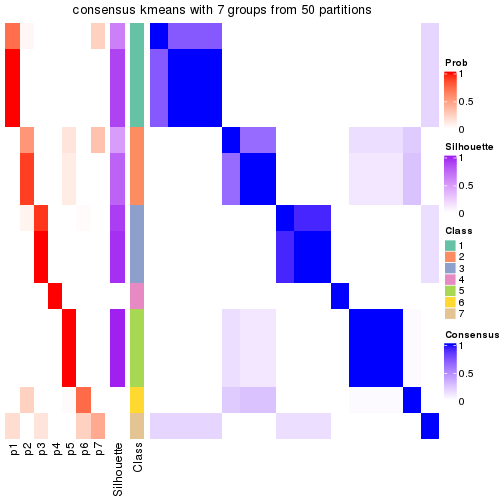 consensus kmeans with 7 groups from 50 partitions
Prob
1
0.5
0
Silhouette
1
0.5
0
Class
1
2
3
4
5
6
7
Consensus
1
0.5
0
p1
p2
p3
p4
p5
p6
p7
Silhouette
Class